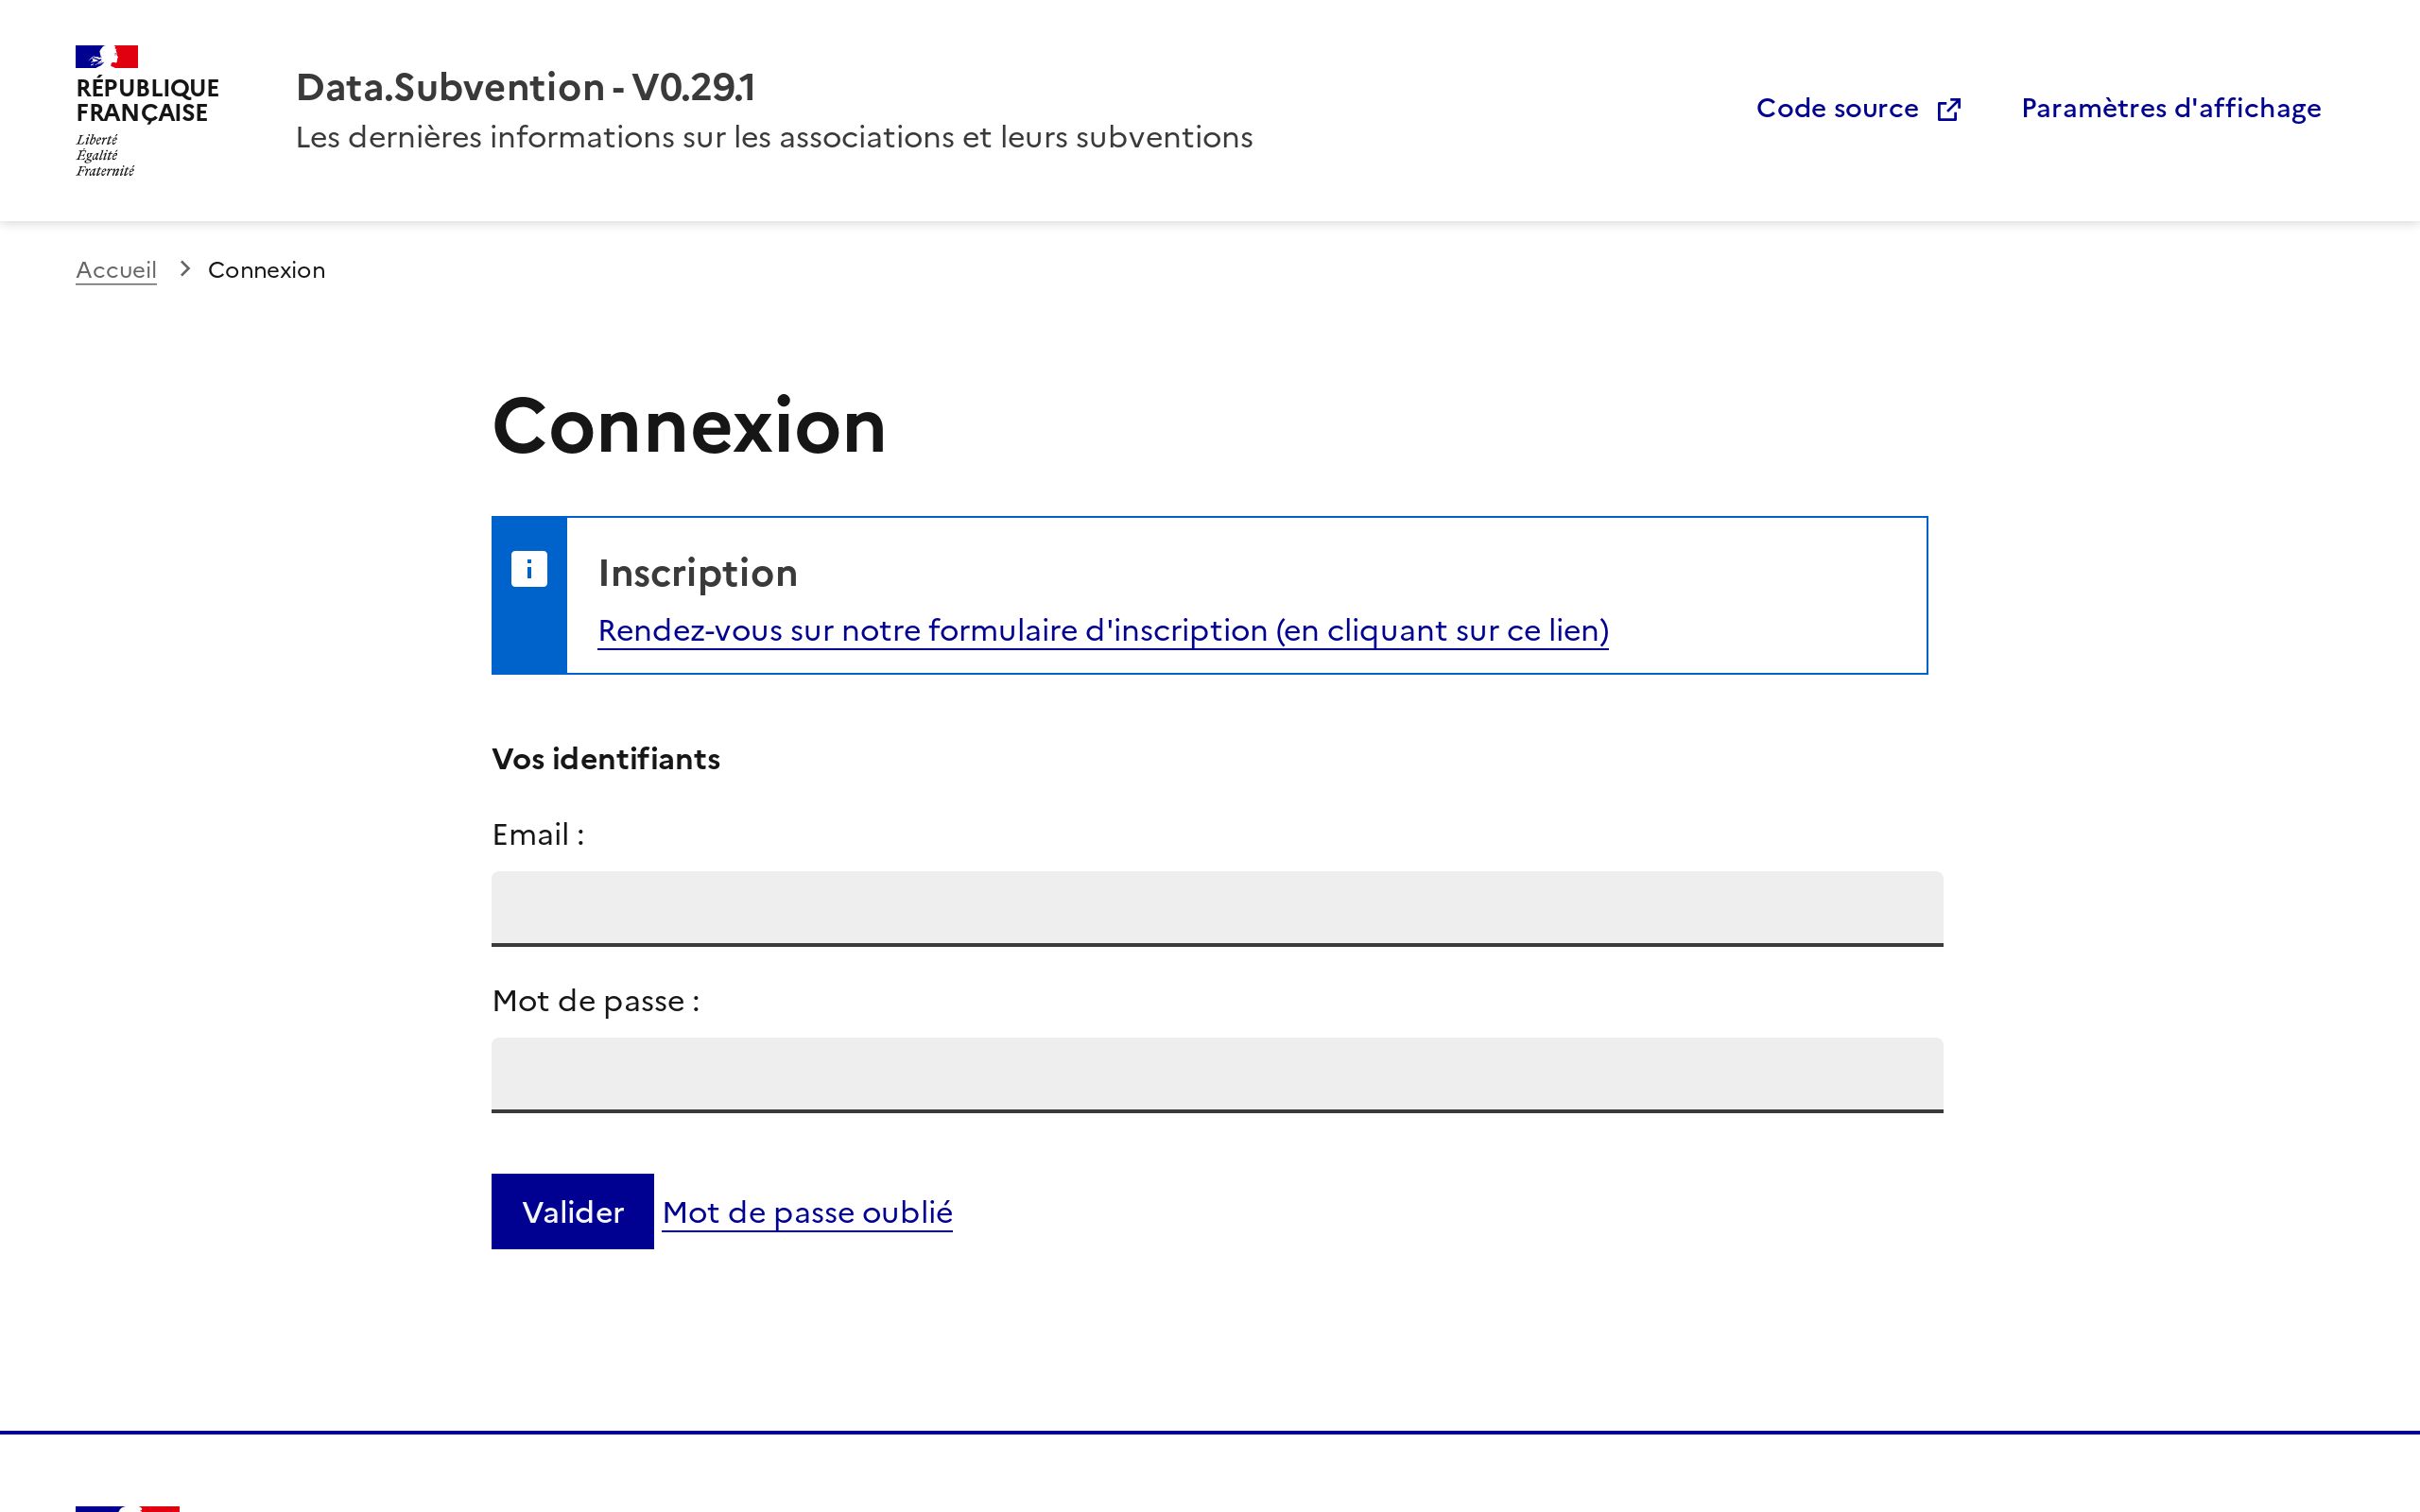 RÉPUBLIQUE
FRANÇAISE
Liberté
Égalité
Fraternité
Data.Subvention - V0.29.1
Les dernières informations sur les associations et leurs subventions
Code source
Paramètres d'affichage
Accueil > Connexion
Connexion
Inscription
Rendez-vous sur notre formulaire d'inscription (en cliquant sur ce lien)
Vos identifiants
Email :
Mot de passe :
Valider Mot de passe oublié